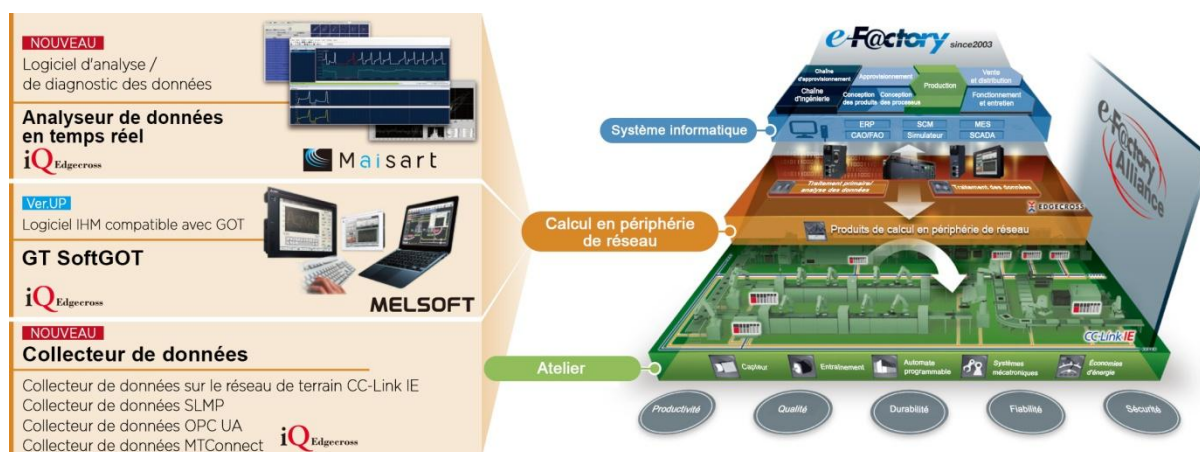 NOUVEAU
Logiciel d'analyse /
de diagnostic des données
Analyseur de données
en temps réel
iQ Edgecross
Maisart
Ver.UP
Logiciel IHM compatible avec GOT
GT SoftGOT
iQ Edgecross
MELSOFT
NOUVEAU
Collecteur de données
Collecteur de données sur le réseau de terrain CC-Link IE
Collecteur de données SLMP
Collecteur de données OPC UA
Collecteur de données MTConnect
iQ Edgecross
Système informatique
Calcul en périphérie
de réseau
Atelier
e-F@ctory since2003
Chaîne
d'approvisionnement
Approvisionnement
Production
Vente
et distribution
Chaîne
d'ingénierie
Conception
des produits
Conception
des processus
Fonctionnement
et entretien
ERP
SCM
MES
CAO/FAO
Simulateur
SCADA
Traitement primaire/
analyse des données
Traitement des données
EDGECROSS
Produits de calcul en périphérie de réseau
CC-Link IE
Capteur
Entraînement
Automate
programmable
Systèmes
mécatroniques
Économies
d'énergie
Productivité
Qualité
Durabilité
Fiabilité
Sécurité
e-F@ctory
Alliance